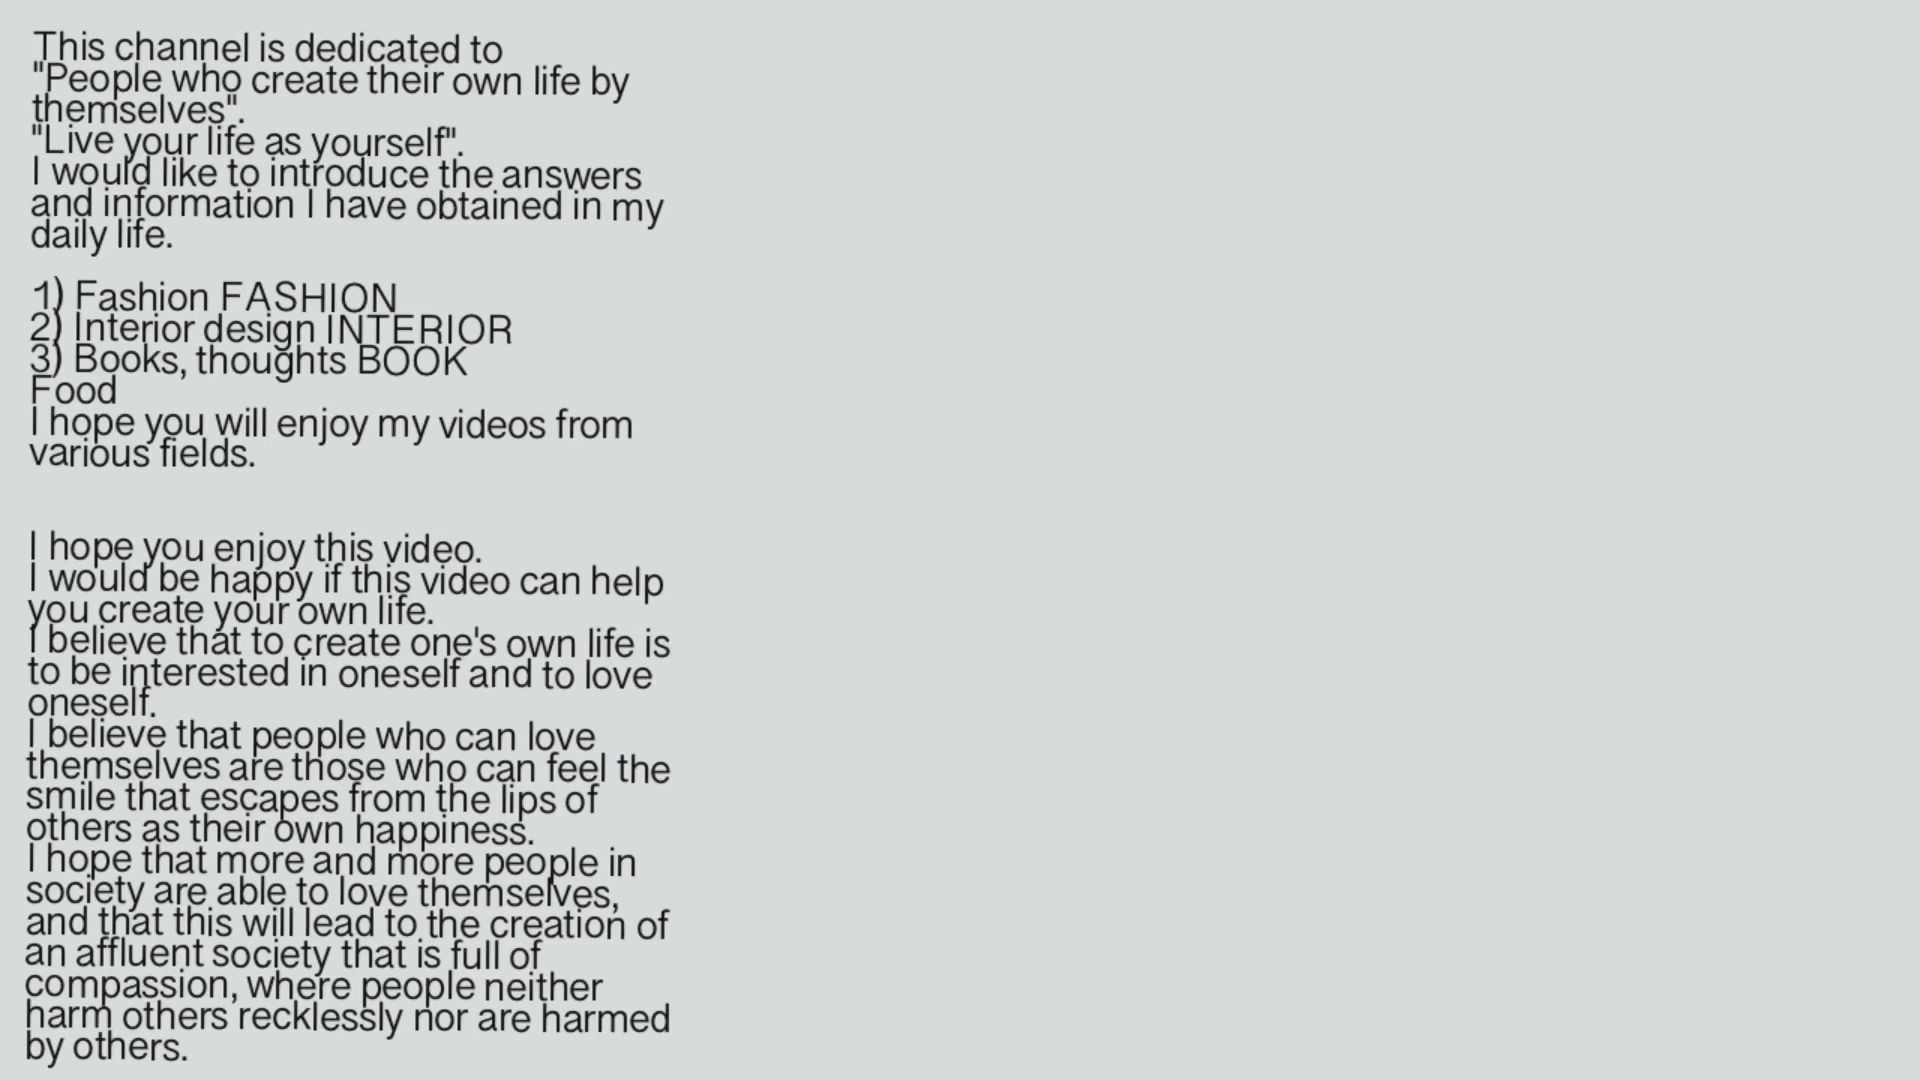 This channel is dedicated to
"People who create their own life by
themselves".
"Live your life as yourself".
I would like to introduce the answers
and information I have obtained in my
daily life.
1) Fashion FASHION
2) Interior design INTERIOR
3) Books, thoughts BOOK
Food
I hope you will enjoy my videos from
various fields.
I hope you enjoy this video.
I would be happy if this video can help
you create your own life.
I believe that to create one's own life is
to be interested in oneself and to love
oneself.
I believe that people who can love
themselves are those who can feel the
smile that escapes from the lips of
others as their own happiness.
I hope that more and more people in
society are able to love themselves,
and that this will lead to the creation of
an affluent society that is full of
compassion, where people neither
harm others recklessly nor are harmed
by others.